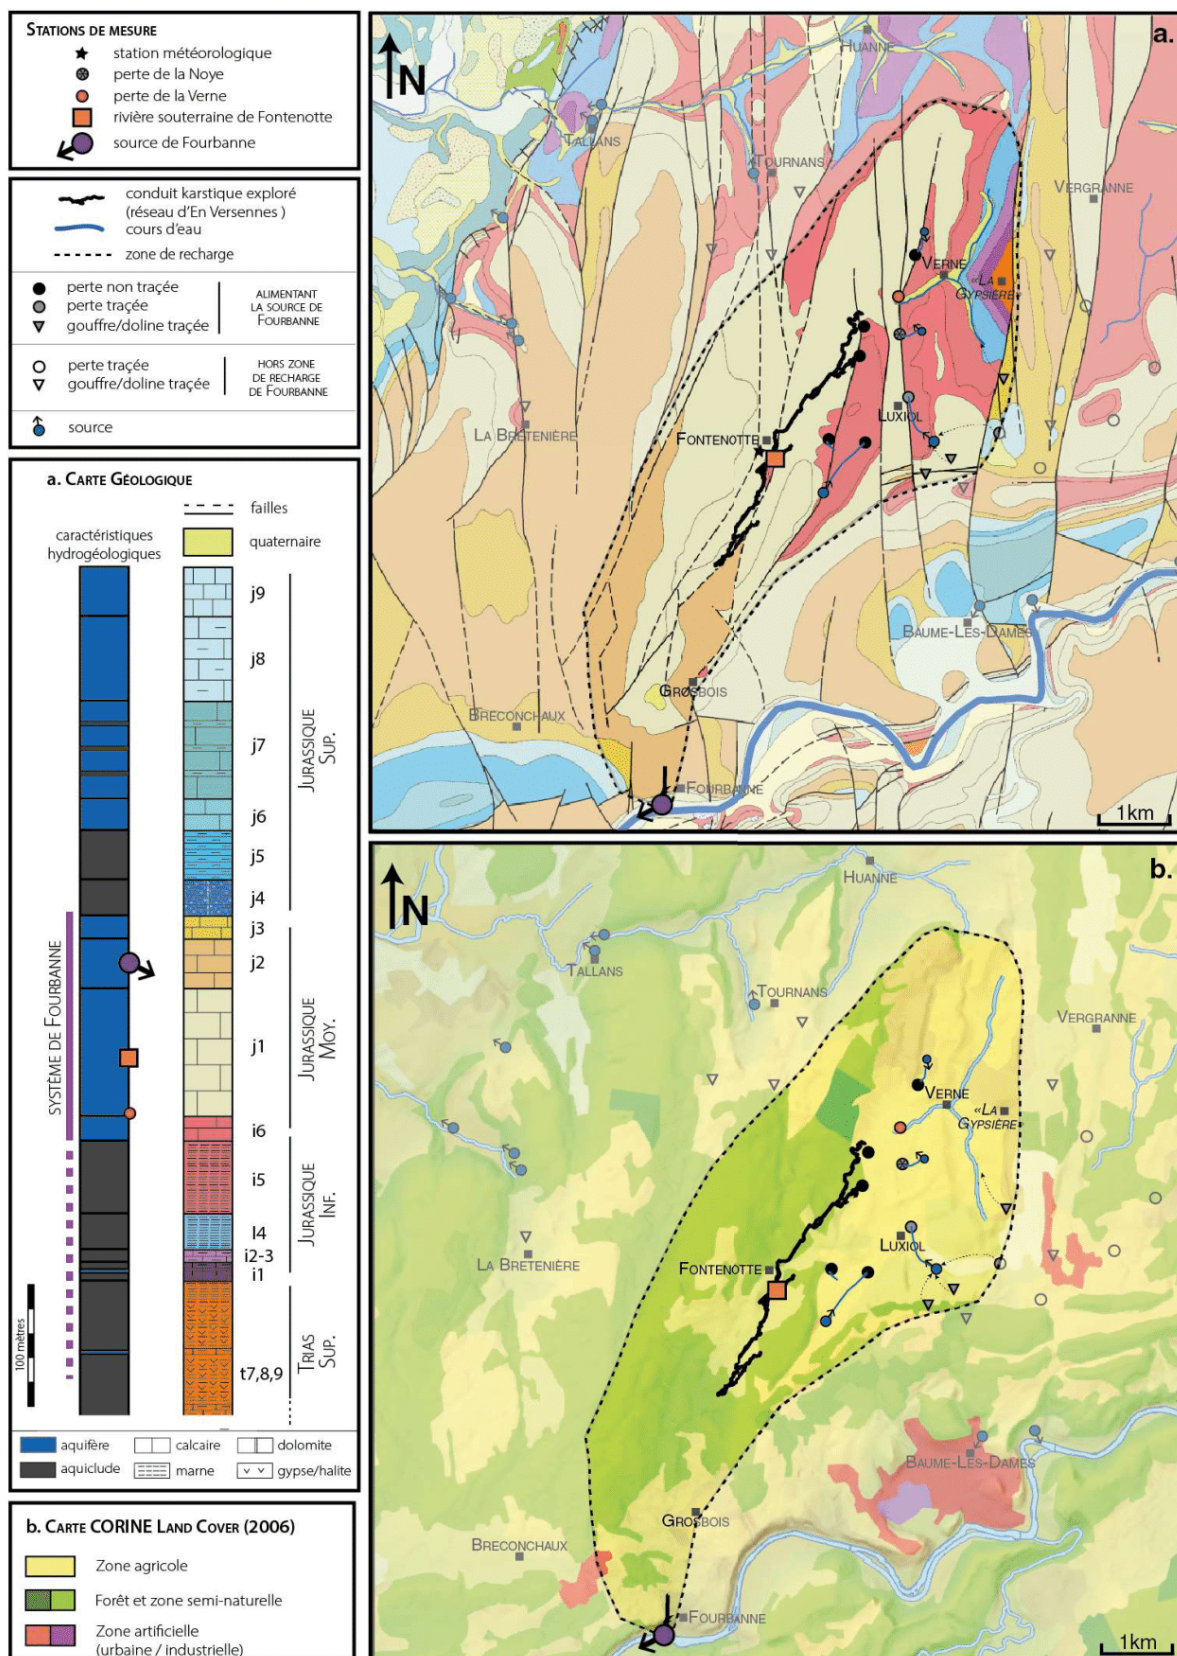 STATIONS DE MESURE
station météorologique
perte de la Noye
perte de la Verne
rivière souterraine de Fontenotte
source de Fourbanne
conduit karstique exploré
(réseau d'En Versennes )
cours d'eau
zone de recharge
perte non tracée
perte tracée
gouffre/doline tracée
ALIMENTANT
LA SOURCE DE
FOURBANNE
perte tracée
gouffre/doline tracée
HORS ZONE
DE RECHARGE
DE FOURBANNE
source
a. CARTE GÉOLOGIQUE
failles
caractéristiques
hydrogéologiques
quaternaire
j9
j8
j7
j6
j5
j4
j3
j2
j1
i6
i5
l4
i2-3
i1
t7,8,9
JURASSIQUE
SUP.
JURASSIQUE
MOY.
JURASSIQUE
INF.
TRIAS
SUP.
SYSTÈME DE FOURBANNE
100 mètres
aquifère
calcaire
dolomite
aquiclude
marne
gypse/halite
b. CARTE CORINE LAND COVER (2006)
Zone agricole
Forêt et zone semi-naturelle
Zone artificielle
(urbaine / industrielle)
a.
N
HUANNE
TALLANS
TOURNANS
VERGRANNE
VERNE
«LA
GYPSIÈRE»
LA BRETENIÈRE
LUXIOL
FONTENOTTE
BAUME-LES-DAMES
GROSBOIS
BRECONCHAUX
FOURBANNE
1km
b.
N
HUANNE
TALLANS
TOURNANS
VERGRANNE
VERNE
«LA
GYPSIÈRE»
LUXIOL
LA BRETENIÈRE
FONTENOTTE
BAUME-LES-DAMES
GROSBOIS
BRECONCHAUX
FOURBANNE
1km